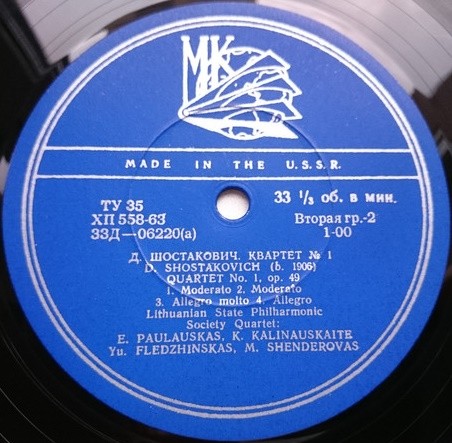 МК
MADE IN THE U.S.S.R.
ТУ 35
ХП 558-63
33Д—06220(a)
33 1/3 об. в мин.
Вторая гр.-2
1-00
Д. ШОСТАКОВИЧ. КВАРТЕТ № 1
D. SHOSTAKOVICH (b. 1906)
QUARTET No. 1, op. 49
1. Moderato 2. Moderato
3. Allegro molto 4. Allegro
Lithuanian State Philharmonic
Society Quartet:
E. PAULAUSKAS, K. KALINAUSKAITE
Yu. FLEDZHINSKAS, M. SHENDEROVAS